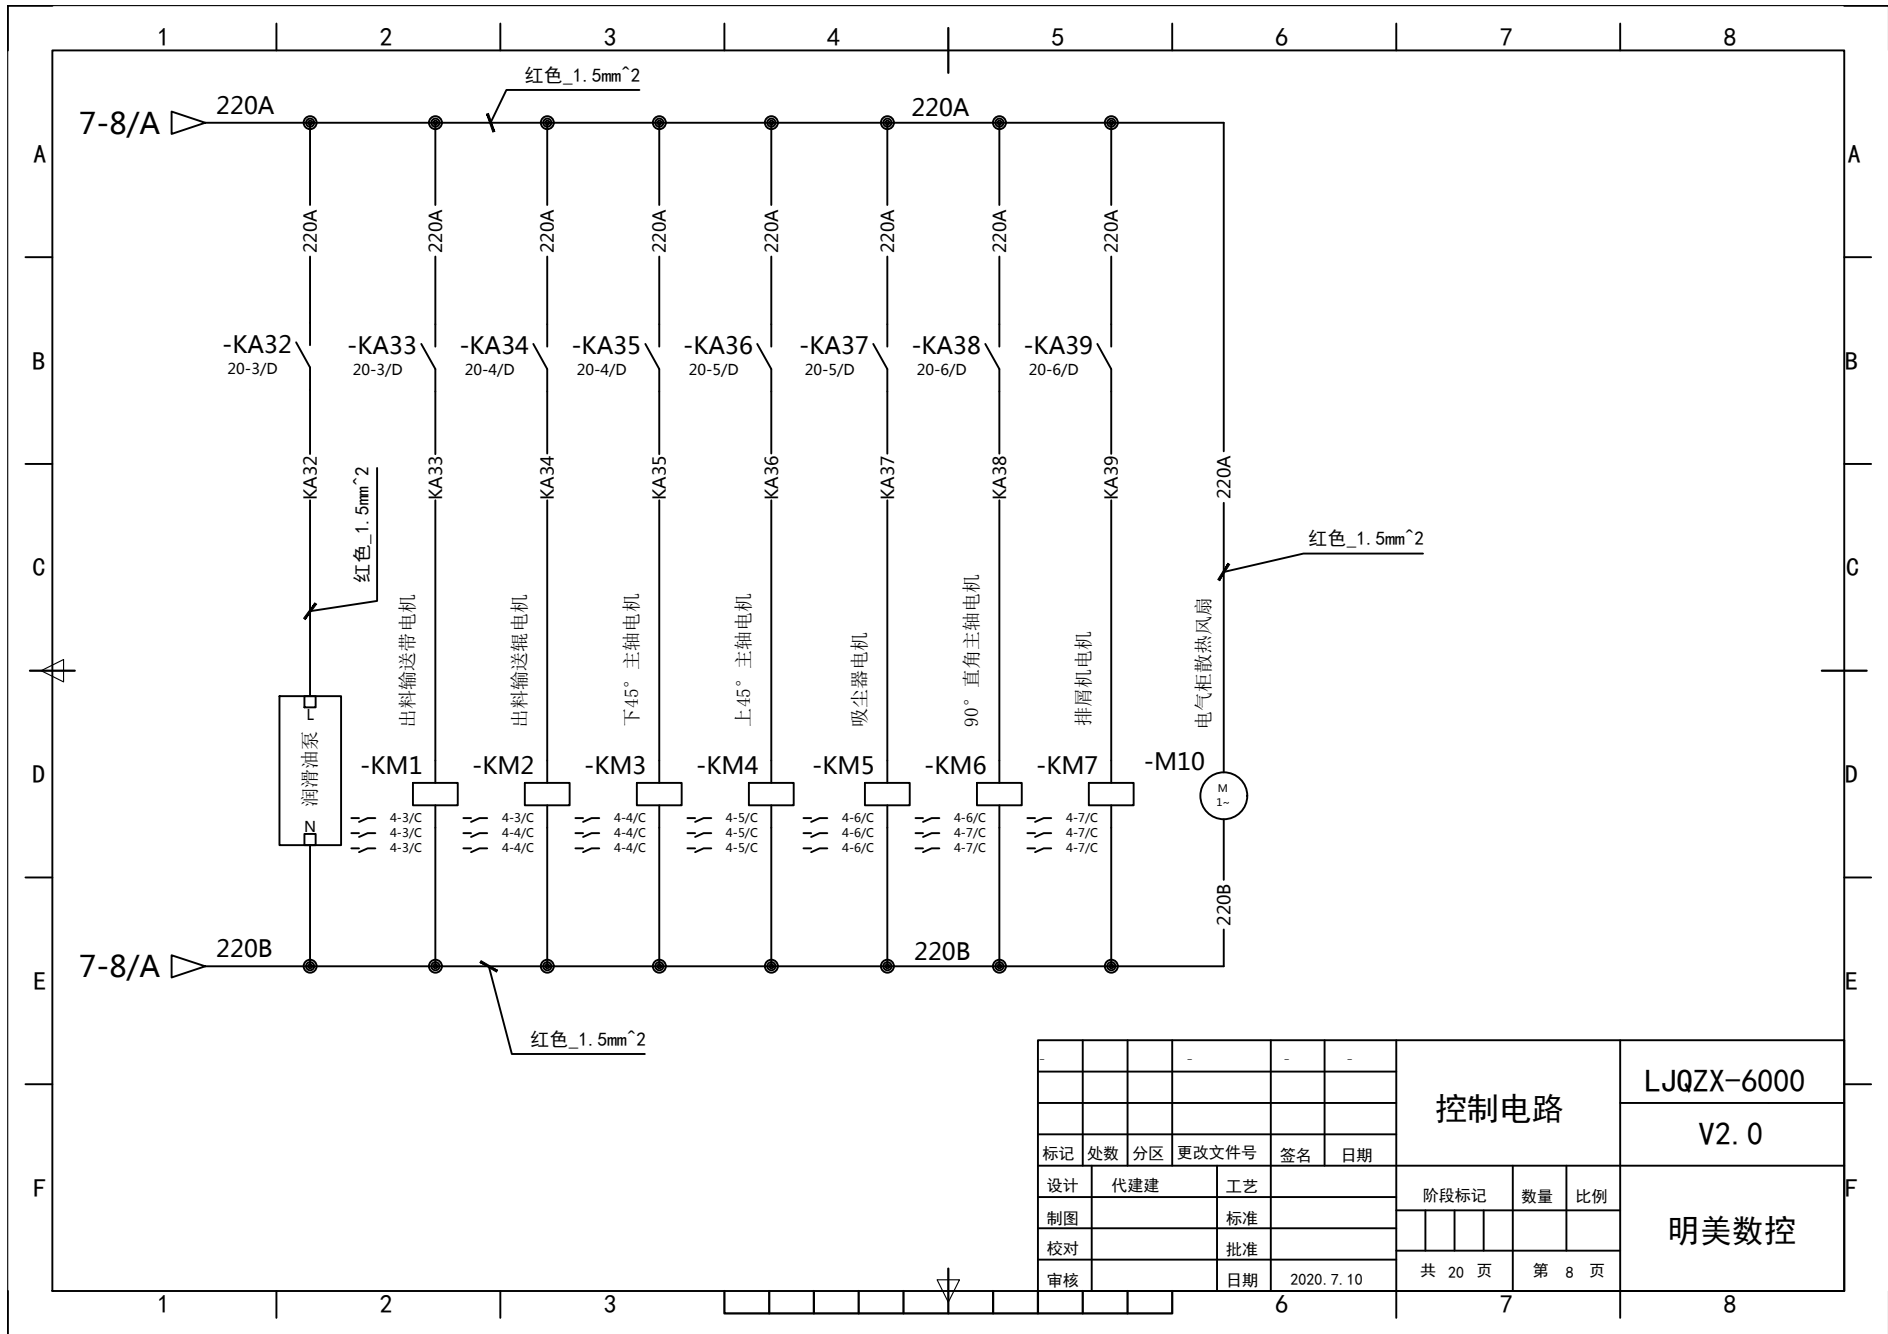 1 2 3 4 5 6 7 8
红色_1.5mm^2
7-8/A 220A 220A
A A
220A 220A 220A 220A 220A 220A 220A 220A
-KA32 -KA33 -KA34 -KA35 -KA36 -KA37 -KA38 -KA39
B B
20-3/D 20-3/D 20-4/D 20-4/D 20-5/D 20-5/D 20-6/D 20-6/D
KA32 KA33 KA34 KA35 KA36 KA37 KA38 KA39 220A
红色_1.5mm^2
红色_1.5mm^2
C C
出料输送带电机
出料输送辊电机
下45° 主轴电机
上45° 主轴电机
吸尘器电机
90° 直角主轴电机
排屑机电机
电气柜散热风扇
L
润滑油泵
N
-KM1 -KM2 -KM3 -KM4 -KM5 -KM6 -KM7 -M10
D D
M
1~
4-3/C 4-3/C 4-4/C 4-5/C 4-6/C 4-6/C 4-7/C
4-3/C 4-4/C 4-4/C 4-5/C 4-6/C 4-7/C 4-7/C
4-3/C 4-4/C 4-4/C 4-5/C 4-6/C 4-7/C 4-7/C
220B
7-8/A 220B 220B
E E
红色_1.5mm^2
- - - -
控制电路
LJQZX-6000
V2.0
标记 处数 分区 更改文件号 签名 日期
设计 代建建 工艺
阶段标记 数量 比例
F F
制图 标准
明美数控
校对 批准
审核 日期 2020.7.10
共 20 页 第 8 页
1 2 3 6 7 8